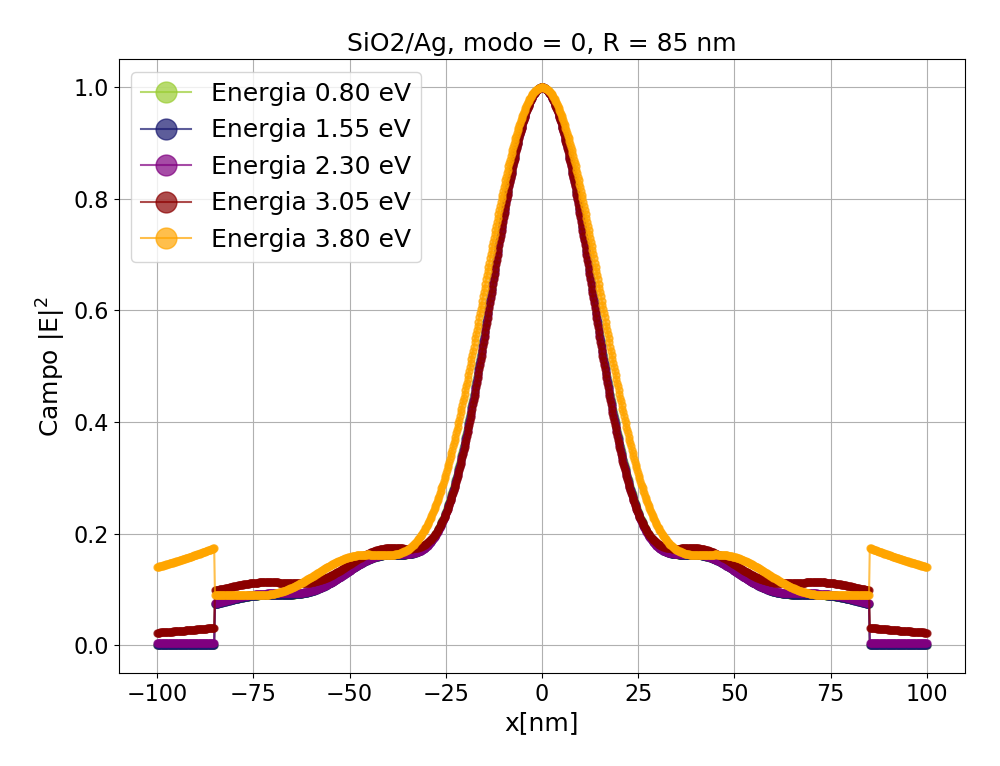 SiO2/Ag, modo = 0, R = 85 nm
Energia 0.80 eV
Energia 1.55 eV
Energia 2.30 eV
Energia 3.05 eV
Energia 3.80 eV
Campo |E|²
1.0
0.8
0.6
0.4
0.2
0.0
−100 −75 −50 −25 0 25 50 75 100
x[nm]